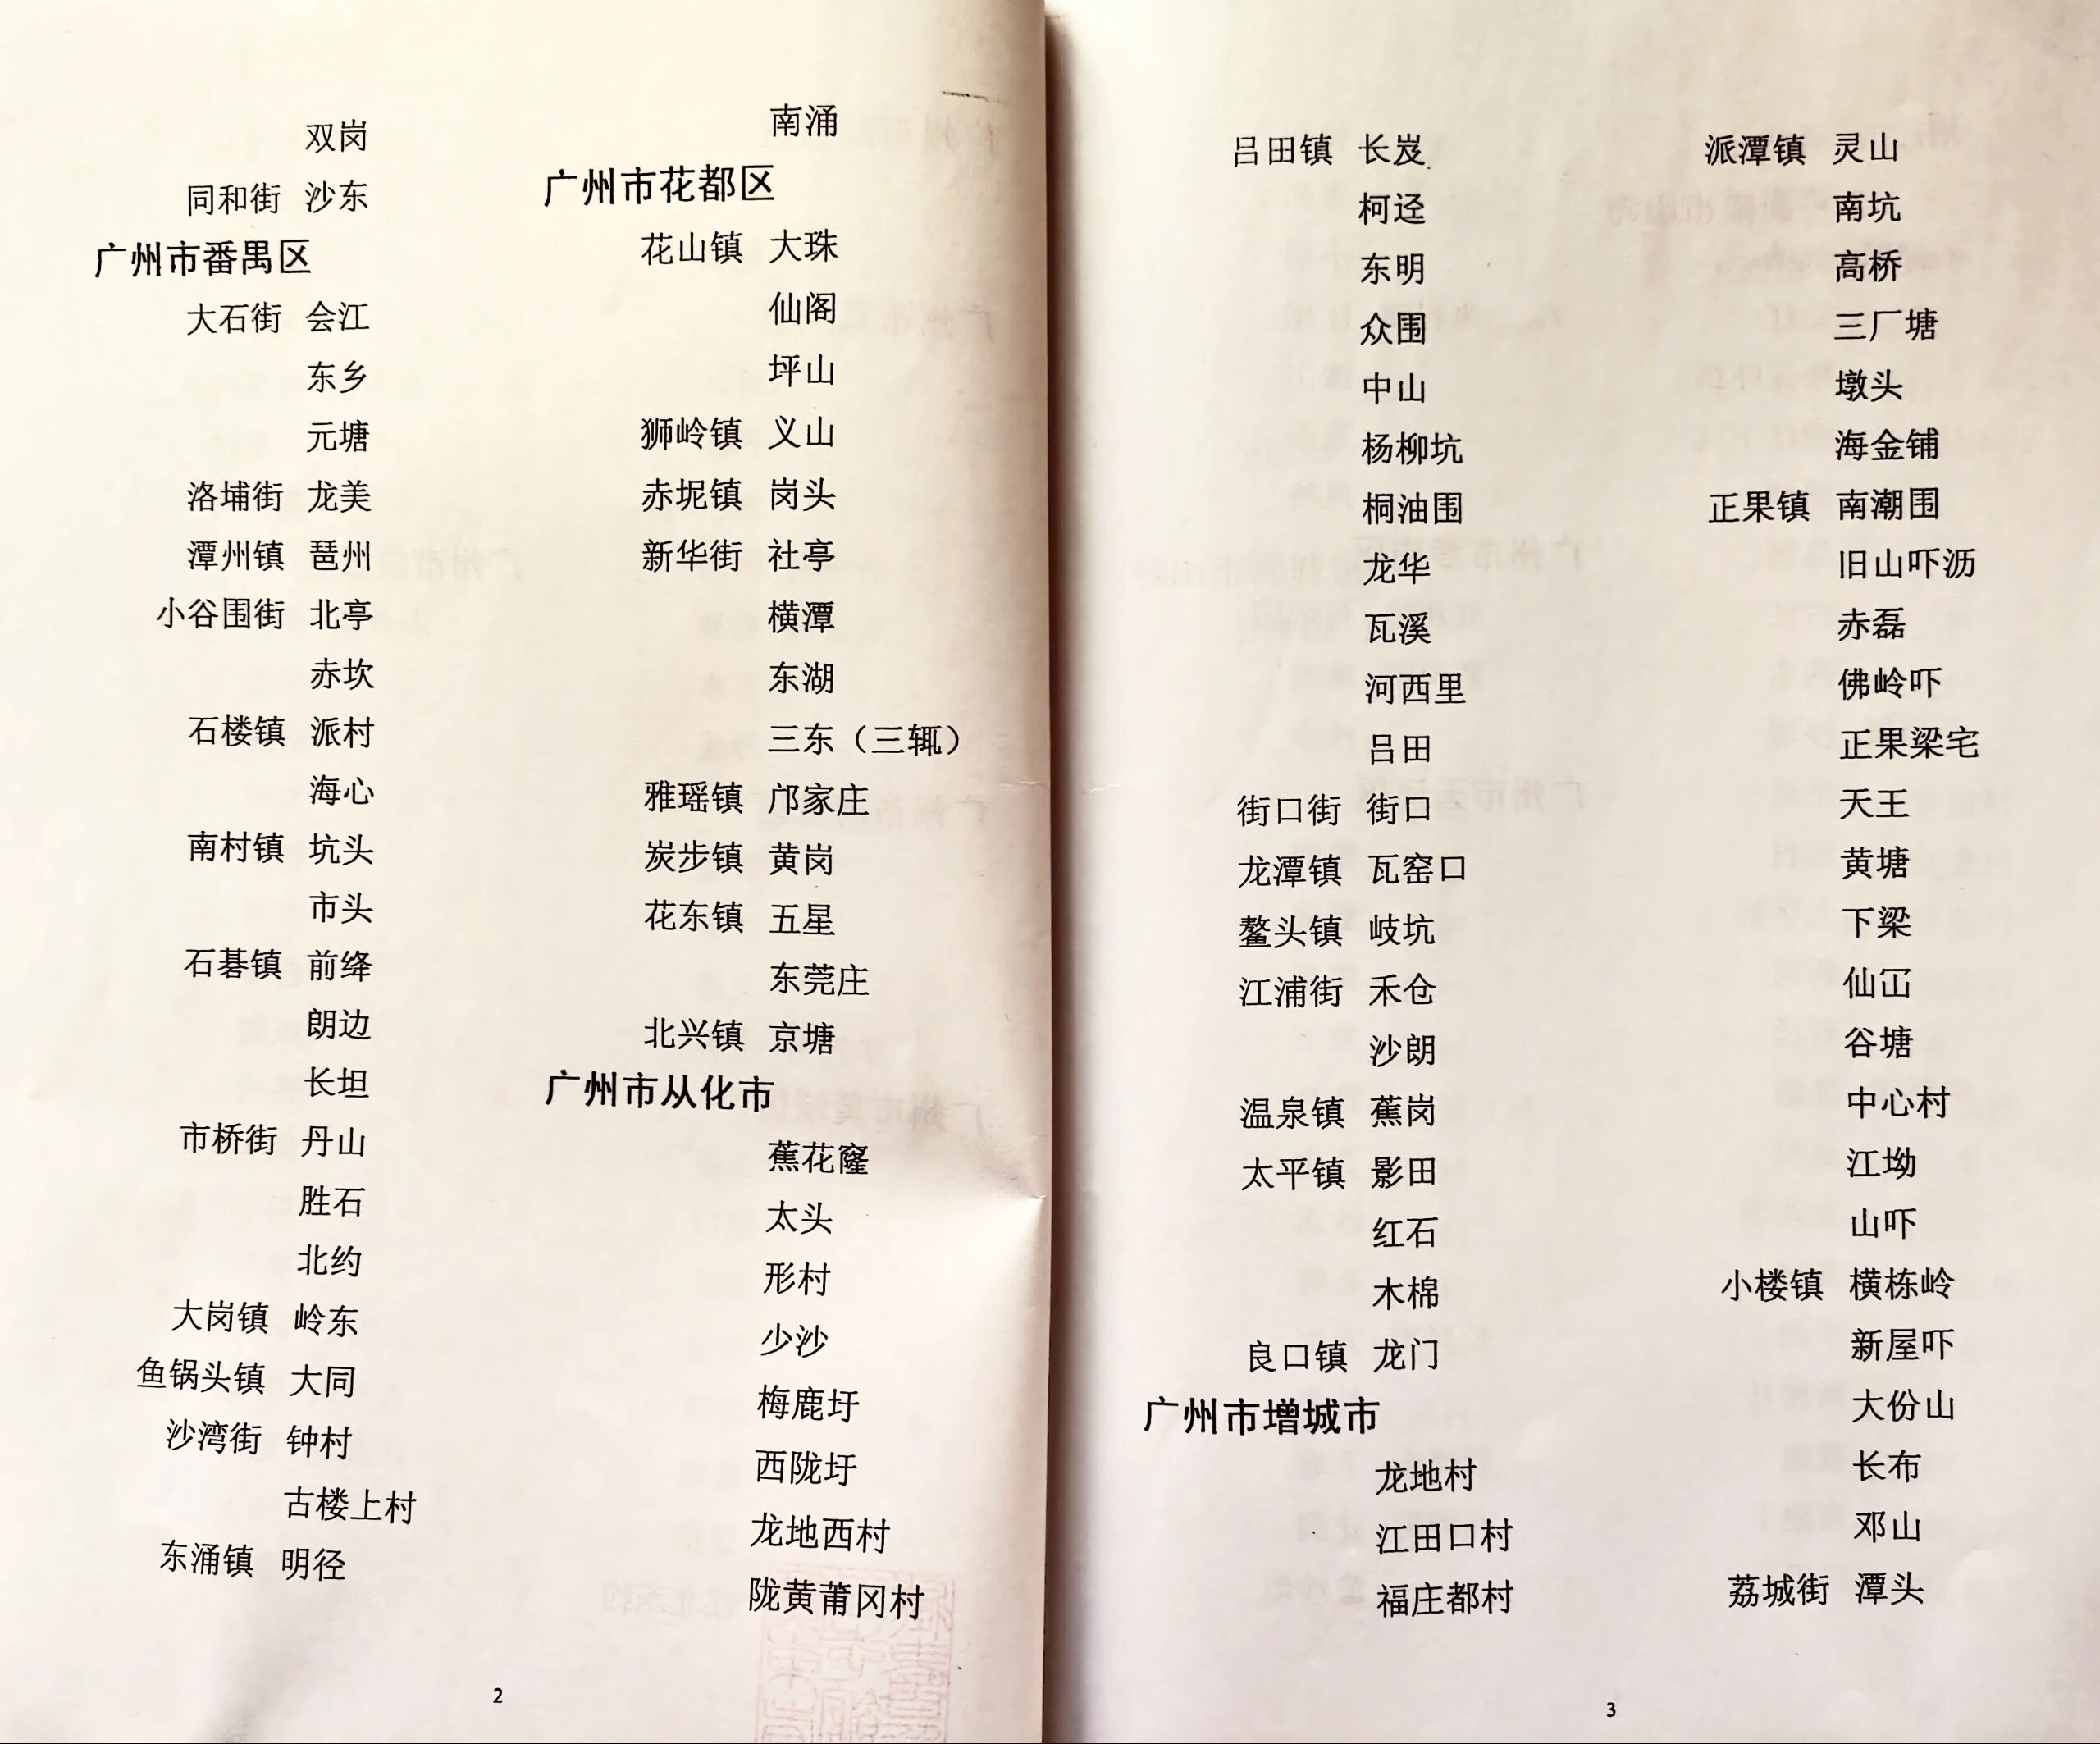 双岗
同和街 沙东
广州市番禺区
大石街 会江
东乡
元塘
洛埔街 龙美
潭州镇 琶州
小谷围街 北亭
赤坎
石楼镇 派村
海心
南村镇 坑头
市头
石碁镇 前绛
朗边
长坦
市桥街 丹山
胜石
北约
大岗镇 岭东
鱼锅头镇 大同
沙湾街 钟村
古楼上村
东涌镇 明径
南涌
广州市花都区
花山镇 大珠
仙阁
坪山
狮岭镇 义山
赤坭镇 岗头
新华街 社亭
横潭
东湖
三东（三辄）
雅瑶镇 邝家庄
炭步镇 黄岗
花东镇 五星
东莞庄
北兴镇 京塘
广州市从化市
蕉花窿
太头
形村
少沙
梅鹿圩
西陇圩
龙地西村
陇黄莆冈村
2
吕田镇 长岌
柯迳
东明
众围
中山
杨柳坑
桐油围
龙华
瓦溪
河西里
吕田
街口街 街口
龙潭镇 瓦窑口
鳌头镇 岐坑
江浦街 禾仓
沙朗
温泉镇 蕉岗
太平镇 影田
红石
木棉
良口镇 龙门
广州市增城市
龙地村
江田口村
福庄都村
派潭镇 灵山
南坑
高桥
三厂塘
墩头
海金铺
正果镇 南潮围
旧山吓沥
赤磊
佛岭吓
正果梁宅
天王
黄塘
下梁
仙冚
谷塘
中心村
江坳
山吓
小楼镇 横栋岭
新屋吓
大份山
长布
邓山
荔城街 潭头
3